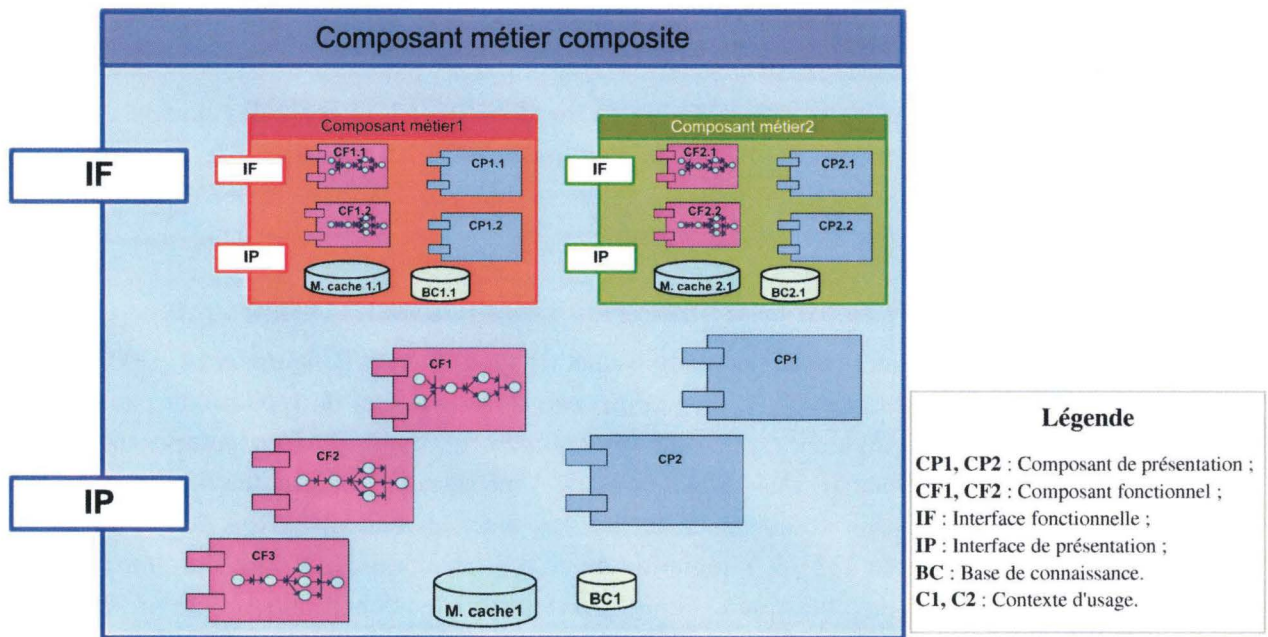 Composant métier composite
Composant métier1
Composant métier2
IF
IF
CF1.1
CP1.1
IF
CF2.1
CP2.1
CF1.2
CP1.2
CF2.2
CP2.2
IP
M. cache 1.1
BC1.1
IP
M. cache 2.1
BC2.1
CF1
CP1
CF2
CP2
IP
CF3
M. cache1
BC1
Légende
CP1, CP2 : Composant de présentation ;
CF1, CF2 : Composant fonctionnel ;
IF : Interface fonctionnelle ;
IP : Interface de présentation ;
BC : Base de connaissance.
C1, C2 : Contexte d'usage.